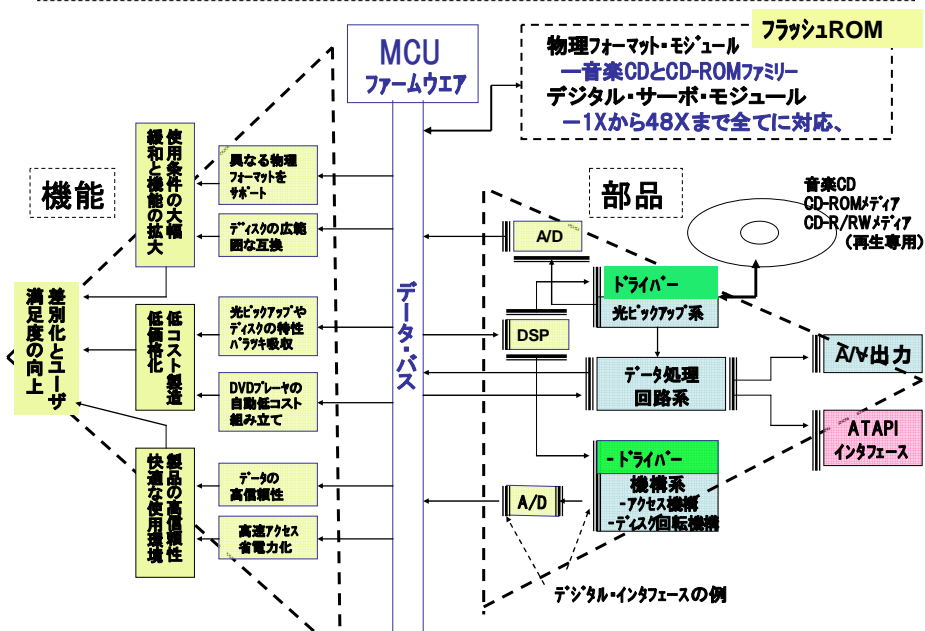 フラッシュROM
MCU
ファームウエア
物理フォーマット・モジュール
ー音楽CDとCD-ROMファミリー
デジタル・サーボ・モジュール
ー1Xから48Xまで全てに対応、
機能
使用条件の大幅
緩和と機能の拡大
異なる物理
フォーマットを
サポート
ディスクの広範
囲な互換
差別化とユーザ
満足度の向上
低コスト製造
低価格化
光ピックアップや
ディスクの特性
バラツキ吸収
DVDプレーヤの
自動低コスト
組み立て
製品の高信頼性
快適な使用環境
データの
高信頼性
高速アクセス
省電力化
データ・バス
部品
音楽CD
CD-ROMメディア
CD-R/RWメディア
(再生専用)
A/D
ドライバー
光ピックアップ系
DSP
データ処理
回路系
A/V出力
ATAPI
インタフェース
-ドライバー
機構系
-アクセス機構
-ディスク回転機構
A/D
デジタル・インタフェースの例